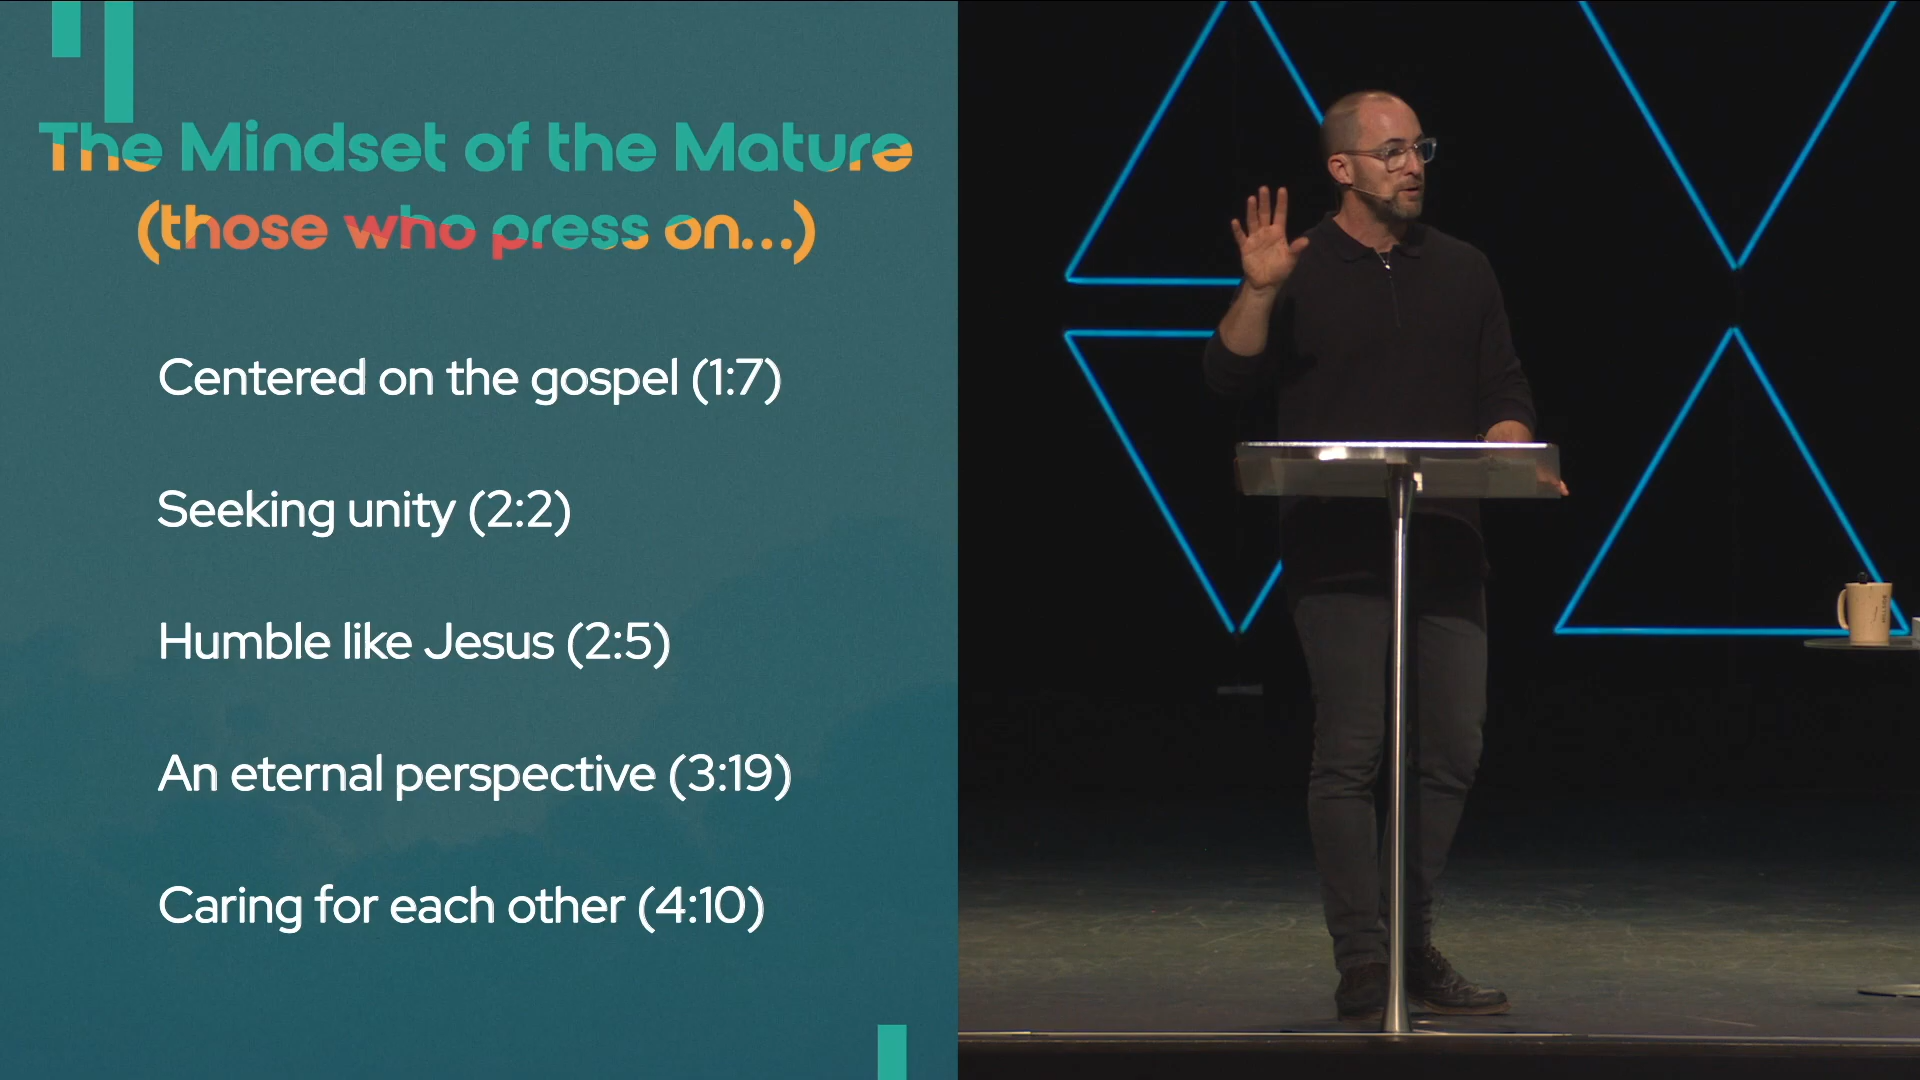 The Mindset of the Mature
(those who press on...)
Centered on the gospel (1:7)
Seeking unity (2:2)
Humble like Jesus (2:5)
An eternal perspective (3:19)
Caring for each other (4:10)